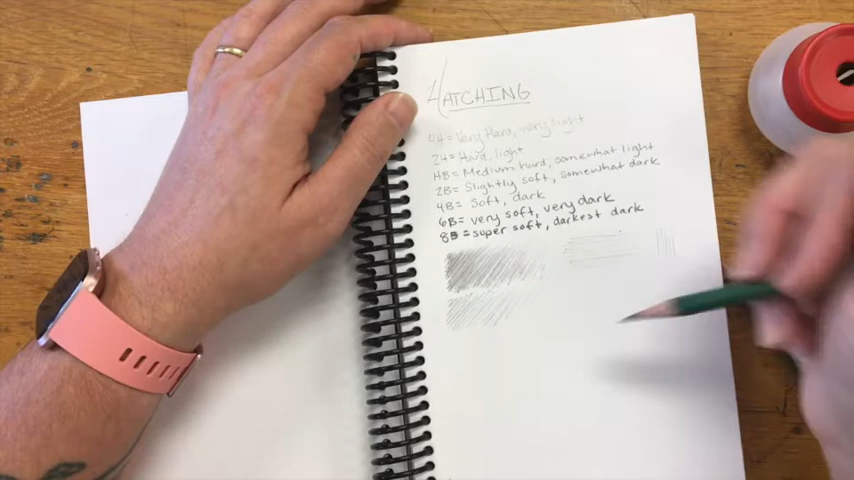 HATCHING
4H = Very Hard, very light
2H = Hard, light
HB = Medium hard, somewhat light
2B = Slightly soft, somewhat dark
4B = Soft, dark
6B = very soft, very dark
8B = super soft, darkest dark